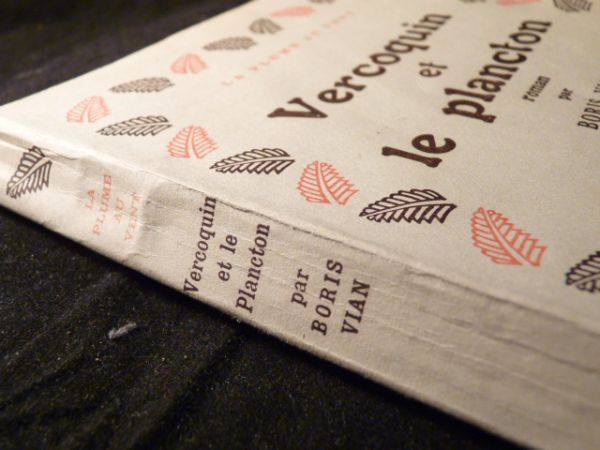 LA PLUME AU VENT
Vercoquin
et
le plancton
roman
par
BORIS
LA PLUME
AU
VENT
Vercoquin
et le
Plancton
par
BORIS
VIAN